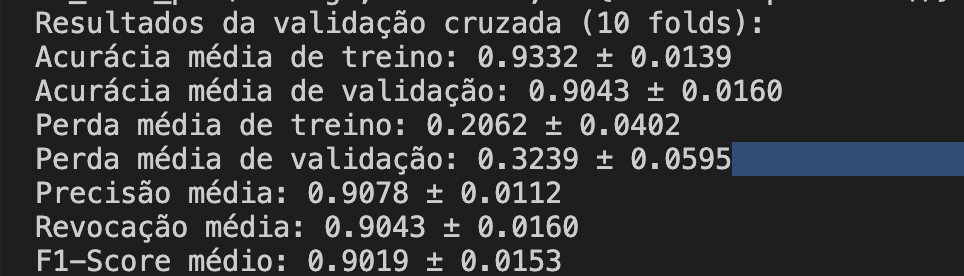 Resultados da validação cruzada (10 folds):
Acurácia média de treino: 0.9332 ± 0.0139
Acurácia média de validação: 0.9043 ± 0.0160
Perda média de treino: 0.2062 ± 0.0402
Perda média de validação: 0.3239 ± 0.0595
Precisão média: 0.9078 ± 0.0112
Revocação média: 0.9043 ± 0.0160
F1-Score médio: 0.9019 ± 0.0153